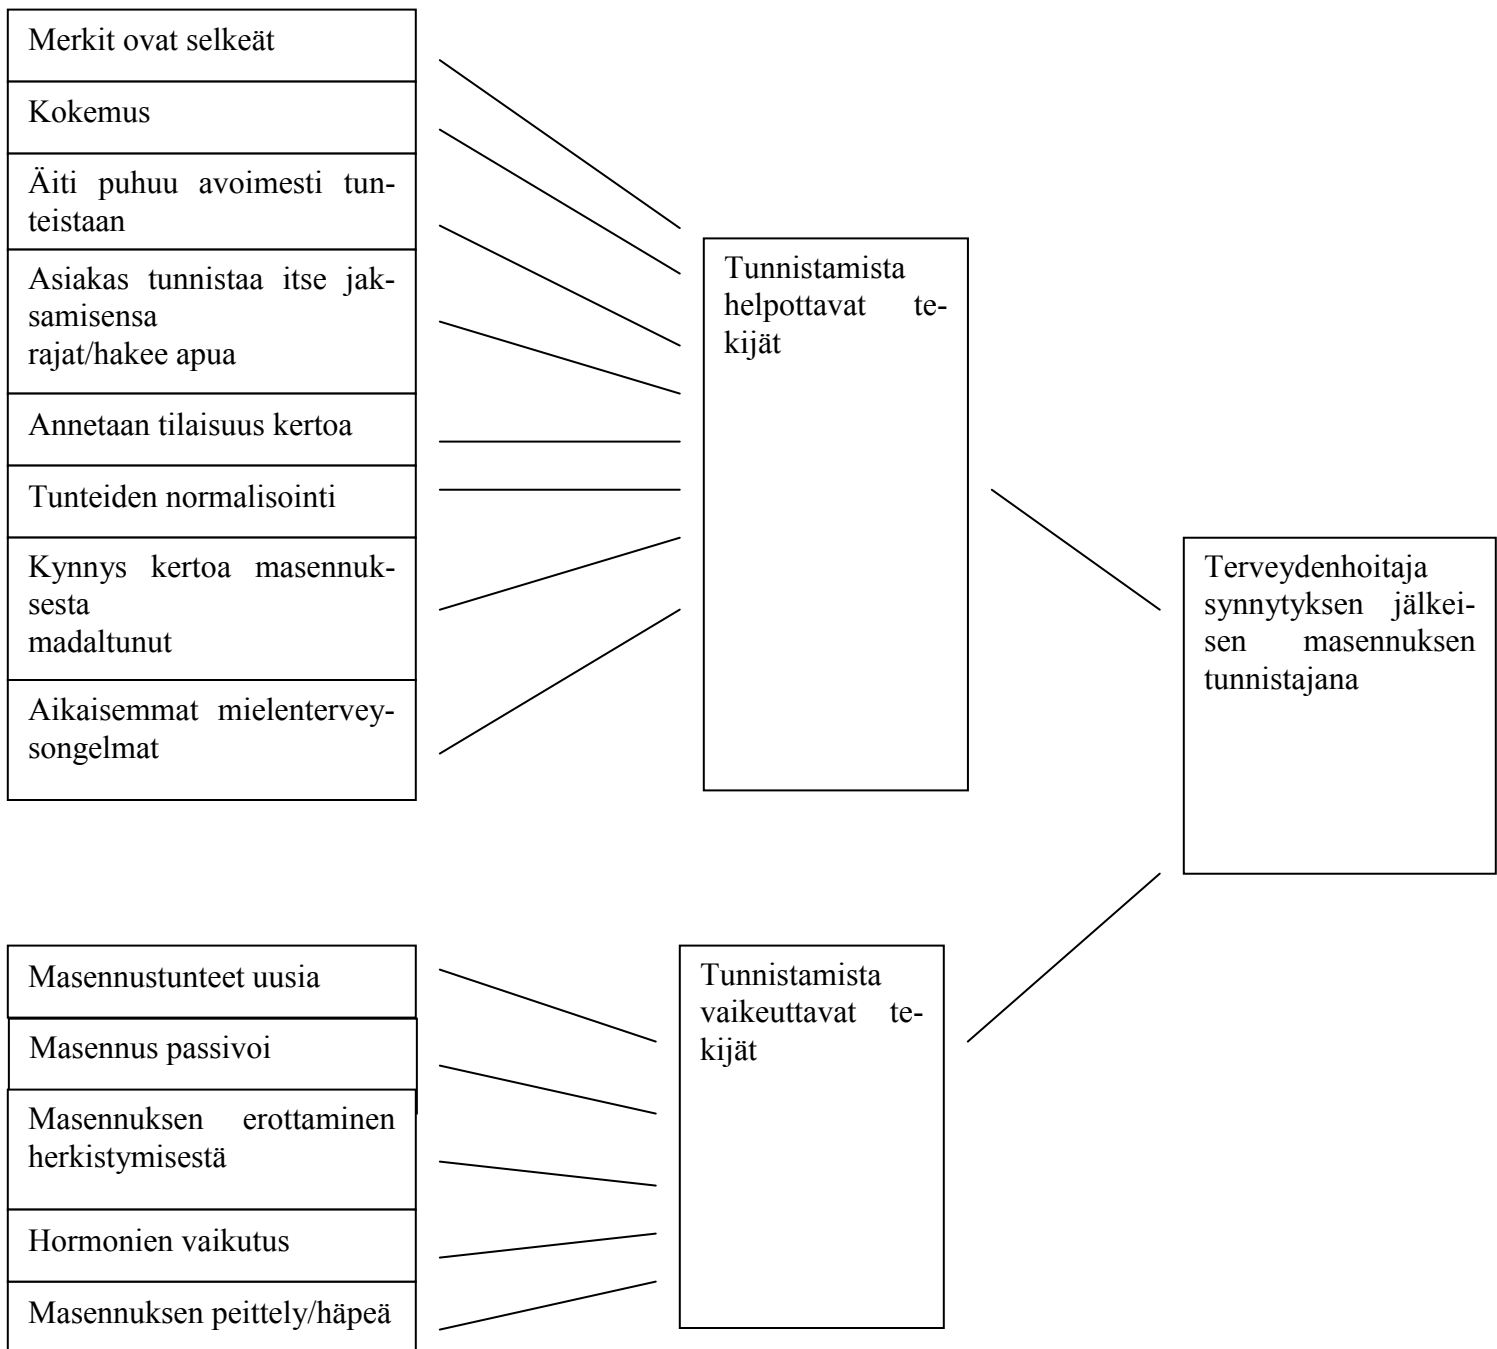 Merkit ovat selkeät
Kokemus
Äiti puhuu avoimesti tun-
teistaan
Asiakas tunnistaa itse jak-
samisensa
rajat/hakee apua
Annetaan tilaisuus kertoa
Tunteiden normalisointi
Kynnys kertoa masennuk-
sesta
madaltunut
Aikaisemmat mielentervey-
songelmat
Tunnistamista
helpottavat te-
kijät
Terveydenhoitaja
synnytyksen jälkei-
sen masennuksen
tunnistajana
Masennustunteet uusia
Masennus passivoi
Masennuksen erottaminen
herkistymisestä
Hormonien vaikutus
Masennuksen peittely/häpeä
Tunnistamista
vaikeuttavat te-
kijät